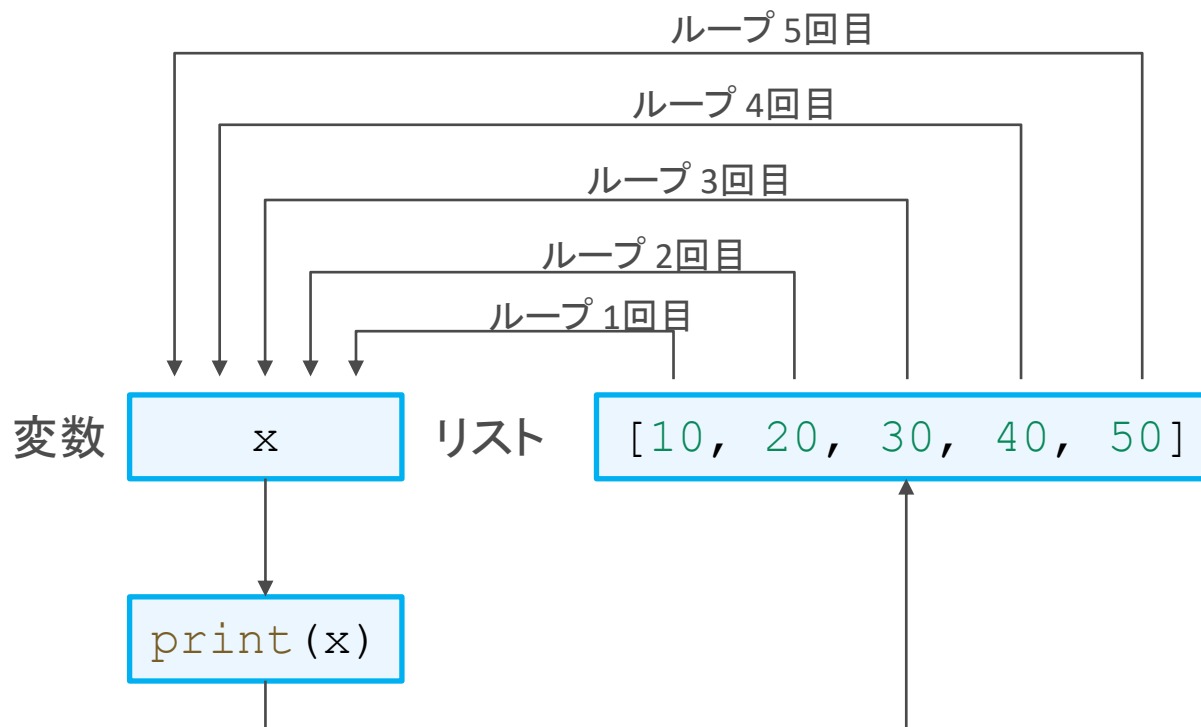 ループ 5回目
ループ 4回目
ループ 3回目
ループ 2回目
ループ 1回目
変数
x
リスト
[10, 20, 30, 40, 50]
print(x)